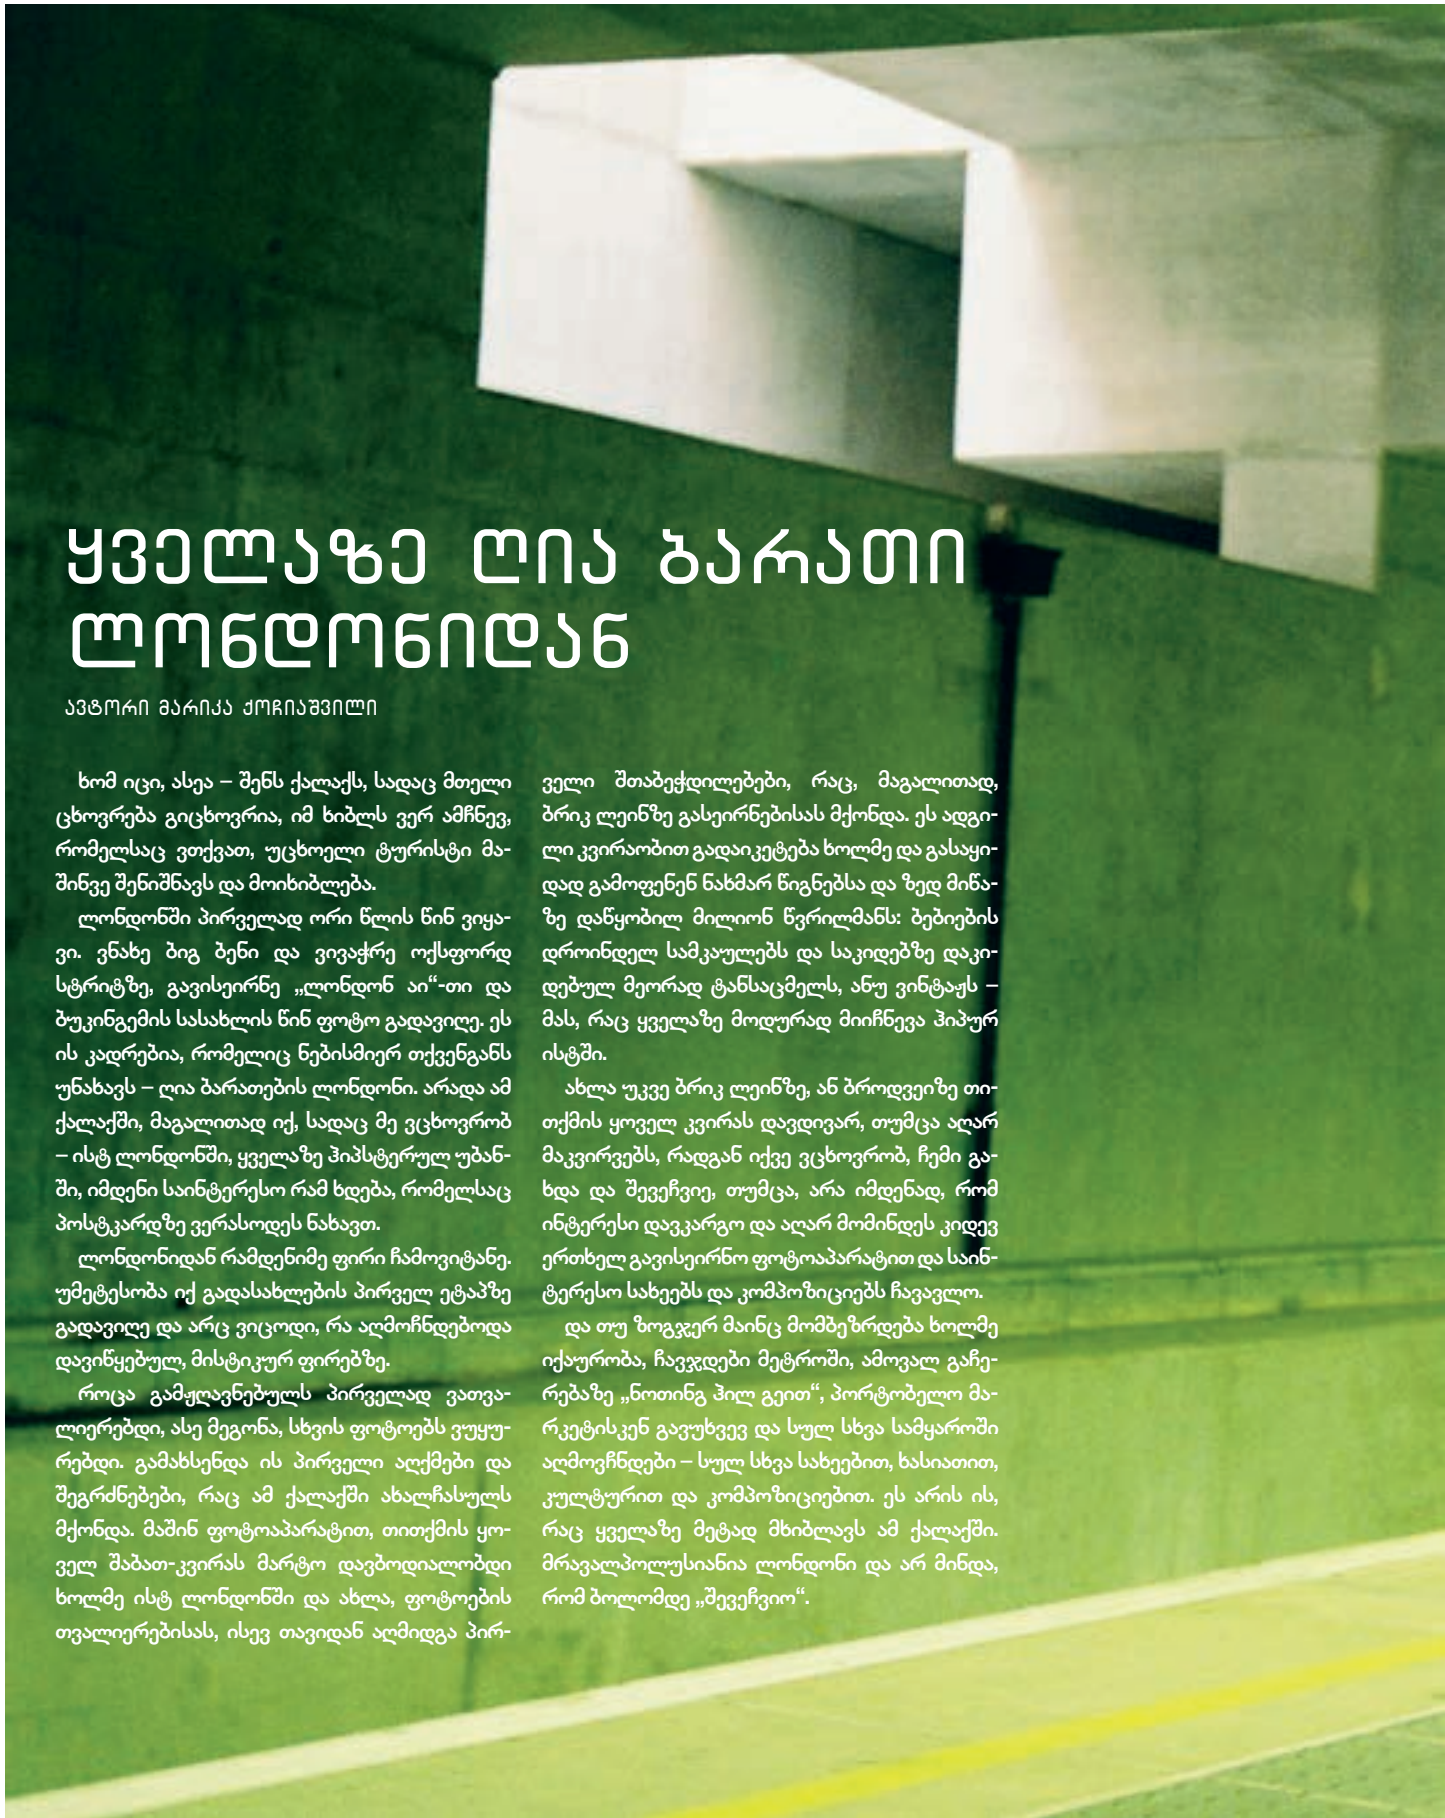 ყველაზე ღია ბარათი
ლონდონიდან
ავტორი მარიკა ქოჩიაშვილი
ხომ იცი, ასეა – შენს ქალაქს, სადაც მთელი
ცხოვრება გიცხოვრია, იმ ხიბლს ვერ ამჩნევ,
რომელსაც ვთქვათ, უცხოელი ტურისტი მა-
შინვე შენიშნავს და მოიხიბლება.
ლონდონში პირველად ორი წლის წინ ვიყა-
ვი. ვნახე ბიგ ბენი და ვივაჭრე ოქსფორდ
სტრიტზე, გავისეირნე „ლონდონ აი“-თი და
ბუკინგემის სასახლის წინ ფოტო გადავიღე. ეს
ის კადრებია, რომელიც ნებისმიერ თქვენგანს
უნახავს – ღია ბარათების ლონდონი. არადა ამ
ქალაქში, მაგალითად იქ, სადაც მე ვცხოვრობ
– ისტ ლონდონში, ყველაზე ჰიპსტერულ უბან-
ში, იმდენი საინტერესო რამ ხდება, რომელსაც
პოსტკარდზე ვერასოდეს ნახავთ.
ლონდონიდან რამდენიმე ფირი ჩამოვიტანე.
უმეტესობა იქ გადასახლების პირველ ეტაპზე
გადავიღე და არც ვიცოდი, რა აღმოჩნდებოდა
დავიწყებულ, მისტიკურ ფირებზე.
როცა გამჟღავნებულს პირველად ვათვა-
ლიერებდი, ასე მეგონა, სხვის ფოტოებს ვუყუ-
რებდი. გამახსენდა ის პირველი აღქმები და
შეგრძნებები, რაც ამ ქალაქში ახალჩასულს
მქონდა. მაშინ ფოტოაპარატით, თითქმის ყო-
ველ შაბათ-კვირას მარტო დავბოდიალობდი
ხოლმე ისტ ლონდონში და ახლა, ფოტოების
თვალიერებისას, ისევ თავიდან აღმიდგა პირ-
ველი შთაბეჭდილებები, რაც, მაგალითად,
ბრიკ ლეინზე გასეირნებისას მქონდა. ეს ადგი-
ლი კვირაობით გადაიკეტება ხოლმე და გასაყი-
დად გამოფენენ ნახმარ წიგნებსა და ზედ მიწა-
ზე დაწყობილ მილიონ წვრილმანს: ბებიების
დროინდელ სამკაულებს და საკიდებზე დაკი-
დებულ მეორად ტანსაცმელს, ანუ ვინტაჟს –
მას, რაც ყველაზე მოდურად მიიჩნევა ჰიპურ
ისტში.
ახლა უკვე ბრიკ ლეინზე, ან ბროდვეიზე თი-
თქმის ყოველ კვირას დავდივარ, თუმცა აღარ
მაკვირვებს, რადგან იქვე ვცხოვრობ, ჩემი გა-
ხდა და შევეჩვიე, თუმცა, არა იმდენად, რომ
ინტერესი დავკარგო და აღარ მომინდეს კიდევ
ერთხელ გავისეირნო ფოტოაპარატით და საინ-
ტერესო სახეებს და კომპოზიციებს ჩავავლო.
და თუ ზოგჯერ მაინც მომბეზრდება ხოლმე
იქაურობა, ჩავჯდები მეტროში, ამოვალ გაჩე-
რებაზე „ნოთინგ ჰილ გეით“, პორტობელო მა-
რკეტისკენ გავუხვევ და სულ სხვა სამყაროში
აღმოვჩნდები – სულ სხვა სახეებით, ხასიათით,
კულტურით და კომპოზიციებით. ეს არის ის,
რაც ყველაზე მეტად მხიბლავს ამ ქალაქში.
მრავალპოლუსიანია ლონდონი და არ მინდა,
რომ ბოლომდე „შევეჩვიო“.